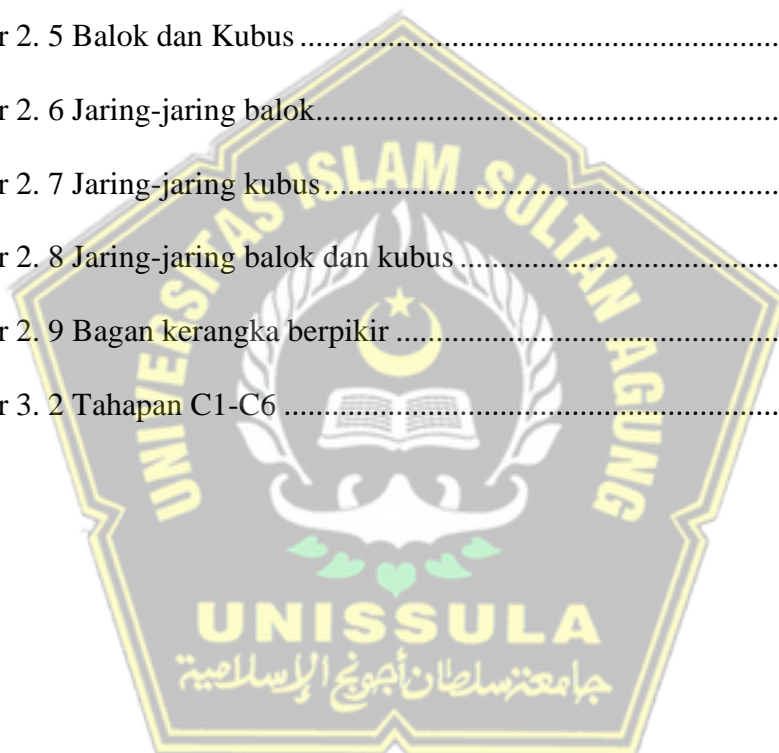 r 2. 5 Balok dan Kubus ............................................................
r 2. 6 Jaring-jaring balok..........................................................
r 2. 7 Jaring-jaring kubus.........................................................
r 2. 8 Jaring-jaring balok dan kubus ........................................
r 2. 9 Bagan kerangka berpikir ................................................
r 3. 2 Tahapan C1-C6 ..............................................................
UNIVERSITAS ISLAM SULTAN AGUNG
UNISSULA
جامعة سلطان أجونج الإسلامية